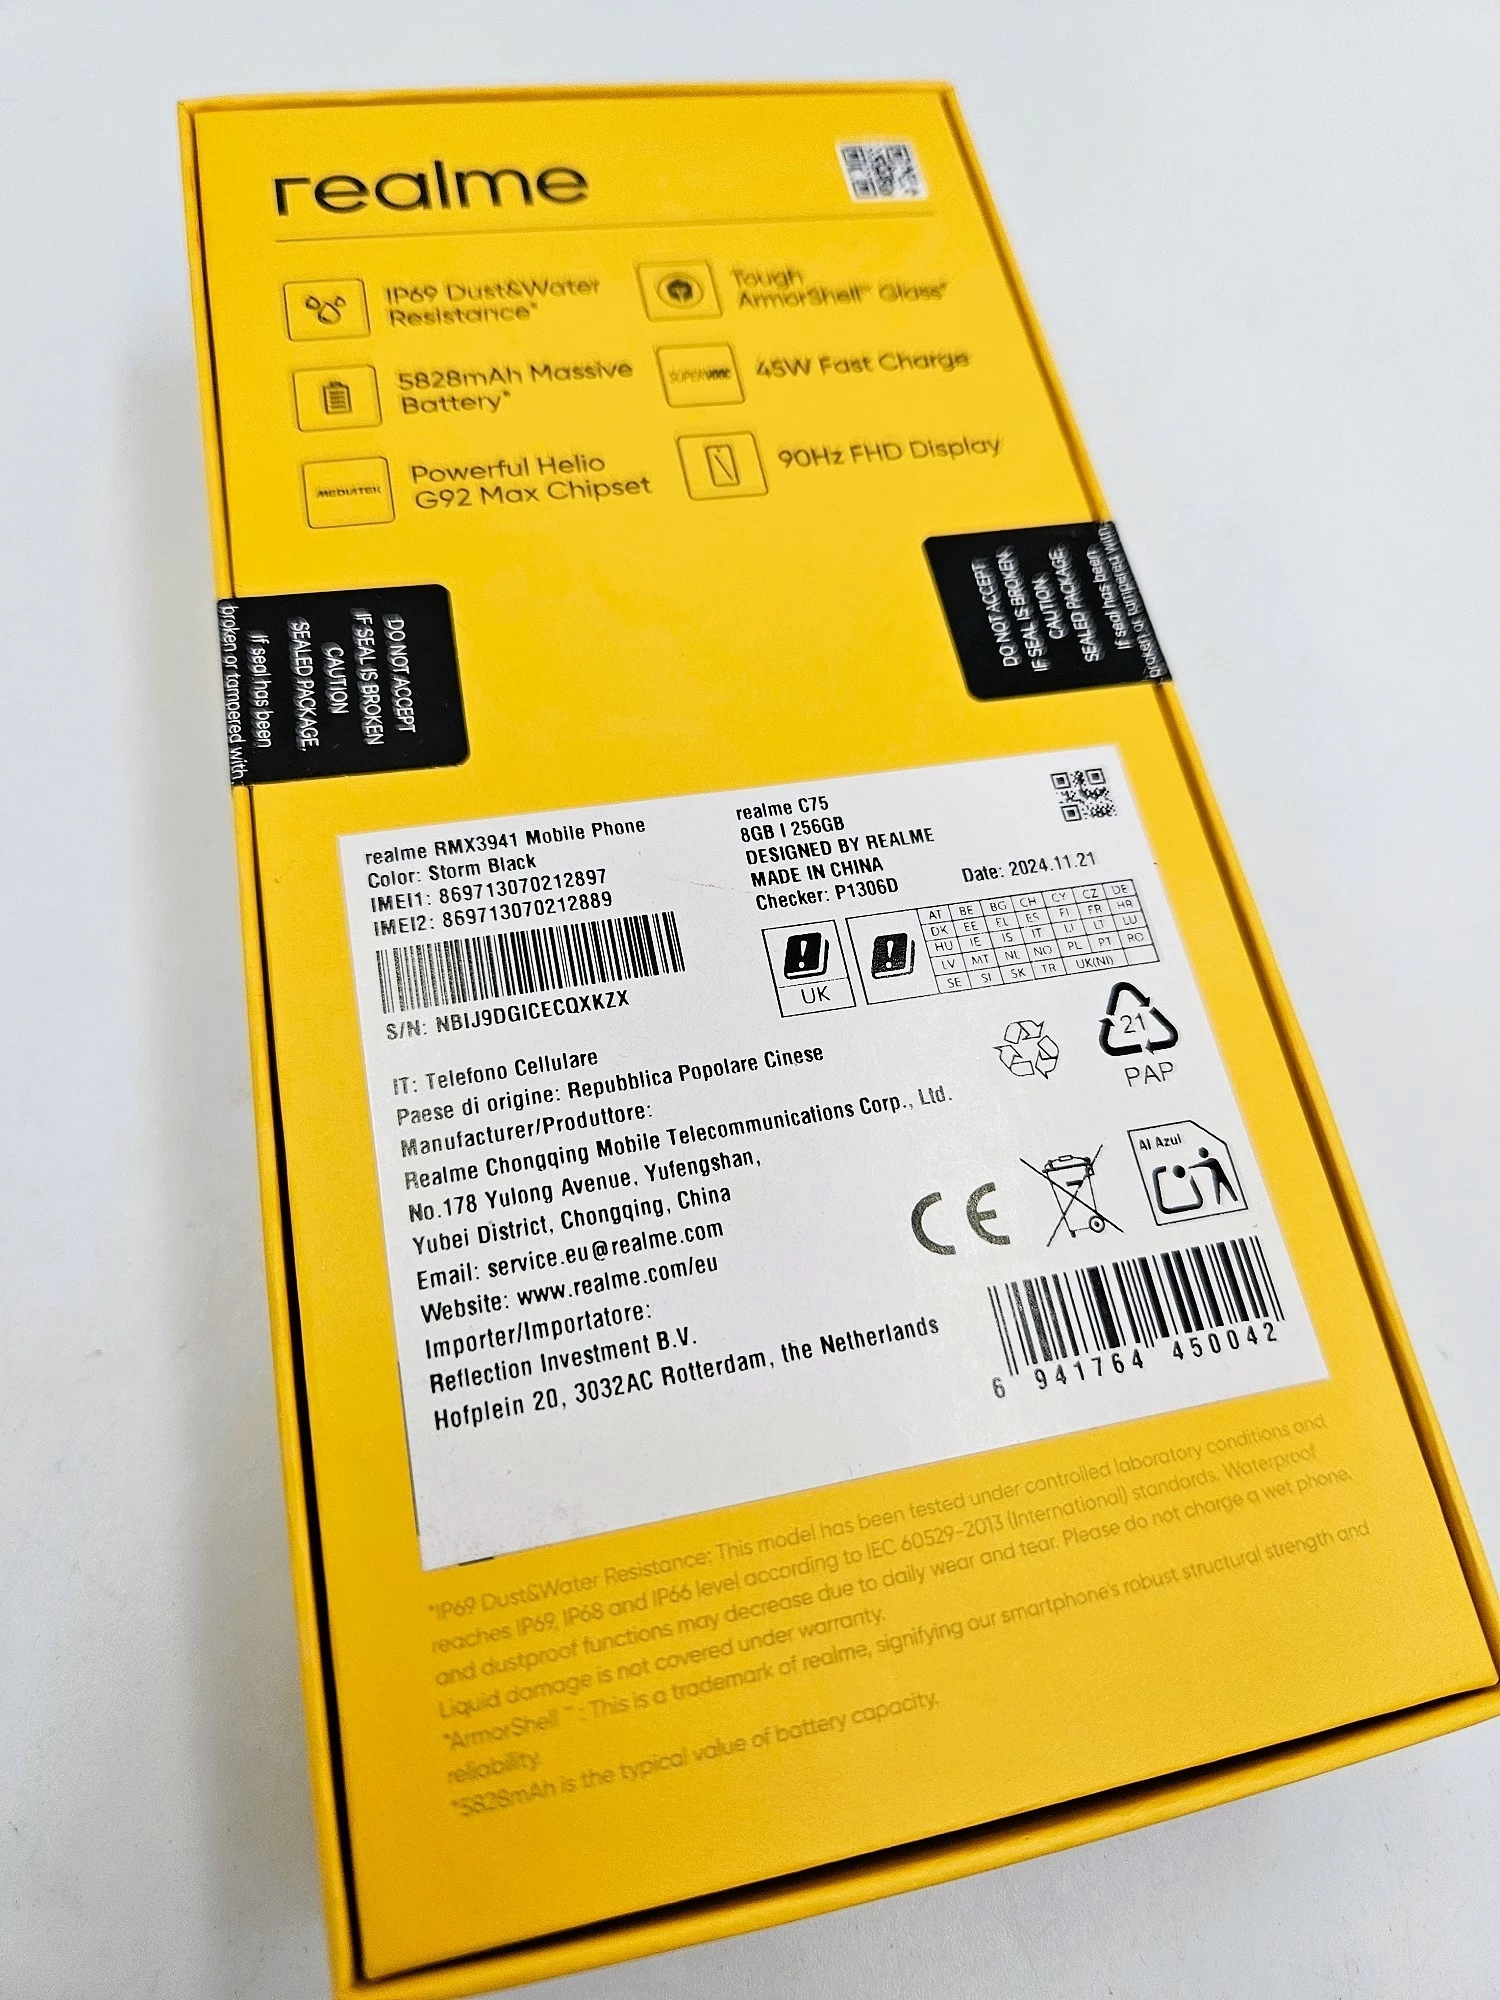 realme
IP69 Dust&Water
Resistance*
Tough
ArmorShell™ Glass*
5828mAh Massive
Battery*
SUPERVOOC
45W Fast Charge
MEDIATEK
Powerful Helio
G92 Max Chipset
90Hz FHD Display
DO NOT ACCEPT
IF SEAL IS BROKEN
CAUTION
SEALED PACKAGE,
If seal has been
broken or tampered with.
DO NOT ACCEPT
IF SEAL IS BROKEN.
CAUTION
SEALED PACKAGE,
If seal has been
broken or tampered with
realme RMX3941 Mobile Phone
Color: Storm Black
IMEI1: 869713070212897
IMEI2: 869713070212889
S/N: NBIJ9DGICECQXKZX
realme C75
8GB | 256GB
DESIGNED BY REALME
MADE IN CHINA
Checker: P1306D
Date: 2024.11.21
UK
AT BE BG CH CY CZ DE
DK EE EL ES FI FR HR
HU IE IS IT LI LT LU
LV MT NL NO PL PT RO
SE SI SK TR UK(NI)
21
PAP
IT: Telefono Cellulare
Paese di origine: Repubblica Popolare Cinese
Manufacturer/Produttore:
Realme Chongqing Mobile Telecommunications Corp., Ltd.
No.178 Yulong Avenue, Yufengshan,
Yubei District, Chongqing, China
Email: service.eu@realme.com
Website: www.realme.com/eu
Importer/Importatore:
Reflection Investment B.V.
Hofplein 20, 3032AC Rotterdam, the Netherlands
CE
Al Azul
6 941764 450042
*IP69 Dust&Water Resistance: This model has been tested under controlled laboratory conditions and
reaches IP69, IP68 and IP66 level according to IEC 60529-2013 (International) standards. Waterproof
and dustproof functions may decrease due to daily wear and tear. Please do not charge a wet phone.
Liquid damage is not covered under warranty.
*ArmorShell™: This is a trademark of realme, signifying our smartphone's robust structural strength and
reliability.
*5828mAh is the typical value of battery capacity.